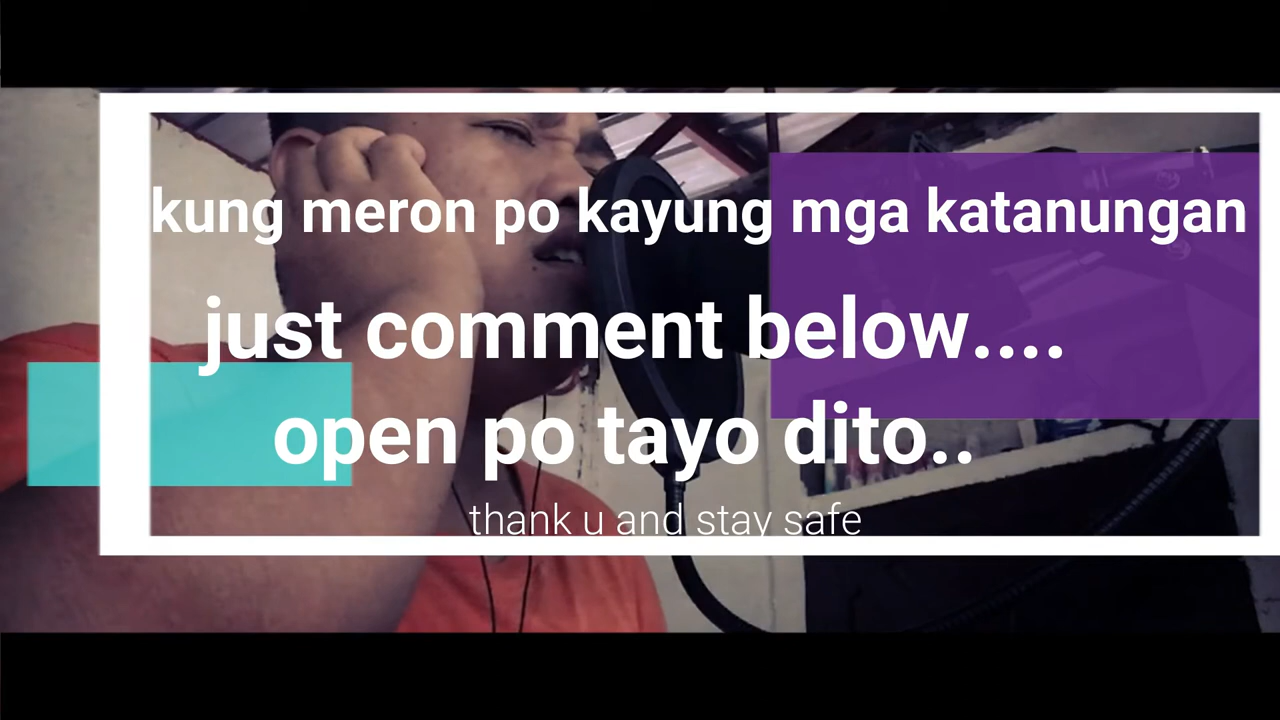 kung meron po kayung mga katanungan
just comment below....
open po tayo dito..
thank u and stay safe